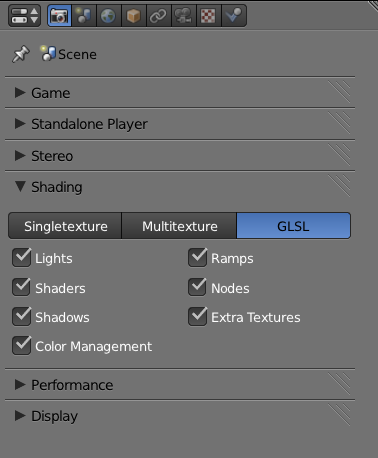 Scene
Game
Standalone Player
Stereo
Shading
Singletexture Multitexture GLSL
Lights Ramps
Shaders Nodes
Shadows Extra Textures
Color Management
Performance
Display